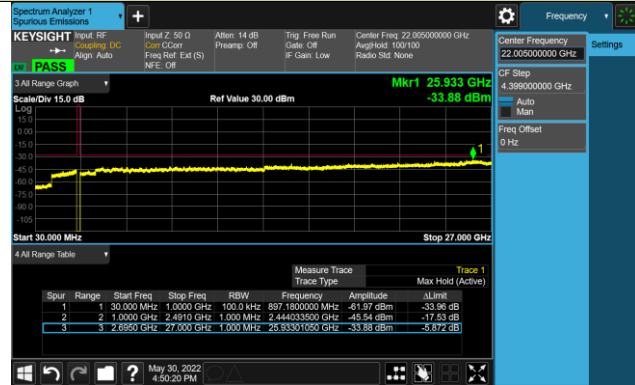 Spectrum Analyzer 1
Spurious Emissions
Frequency
KEYSIGHT Input: RF
Coupling: DC
Align: Auto
Input Z: 50 Ω
Corr CCorr
Freq Ref: Ext (S)
NFE: Off
Atten: 14 dB
Preamp: Off
Trig: Free Run
Gate: Off
IF Gain: Low
Center Freq: 22.005000000 GHz
Avg|Hold: 100/100
Radio Std: None
PASS
3 All Range Graph
Mkr1 25.933 GHz
Scale/Div 15.0 dB
Ref Value 30.00 dBm
-33.88 dBm
Log
15.0
0.00
-15.0
-30.0
-45.0
-60.0
-75.0
-90.0
-105
1
Start 30.000 MHz
Stop 27.000 GHz
4 All Range Table
Measure Trace Trace 1
Trace Type Max Hold (Active)
Spur Range Start Freq Stop Freq RBW Frequency Amplitude ΔLimit
1 1 30.000 MHz 1.0000 GHz 100.0 kHz 897.1800000 MHz -61.97 dBm -33.96 dB
2 2 1.0000 GHz 2.4910 GHz 1.000 MHz 2.444033500 GHz -45.54 dBm -17.53 dB
3 3 2.6950 GHz 27.000 GHz 1.000 MHz 25.93301050 GHz -33.88 dBm -5.872 dB
Center Frequency
22.005000000 GHz
Settings
CF Step
4.399000000 GHz
Auto
Man
Freq Offset
0 Hz
May 30, 2022
4:50:20 PM